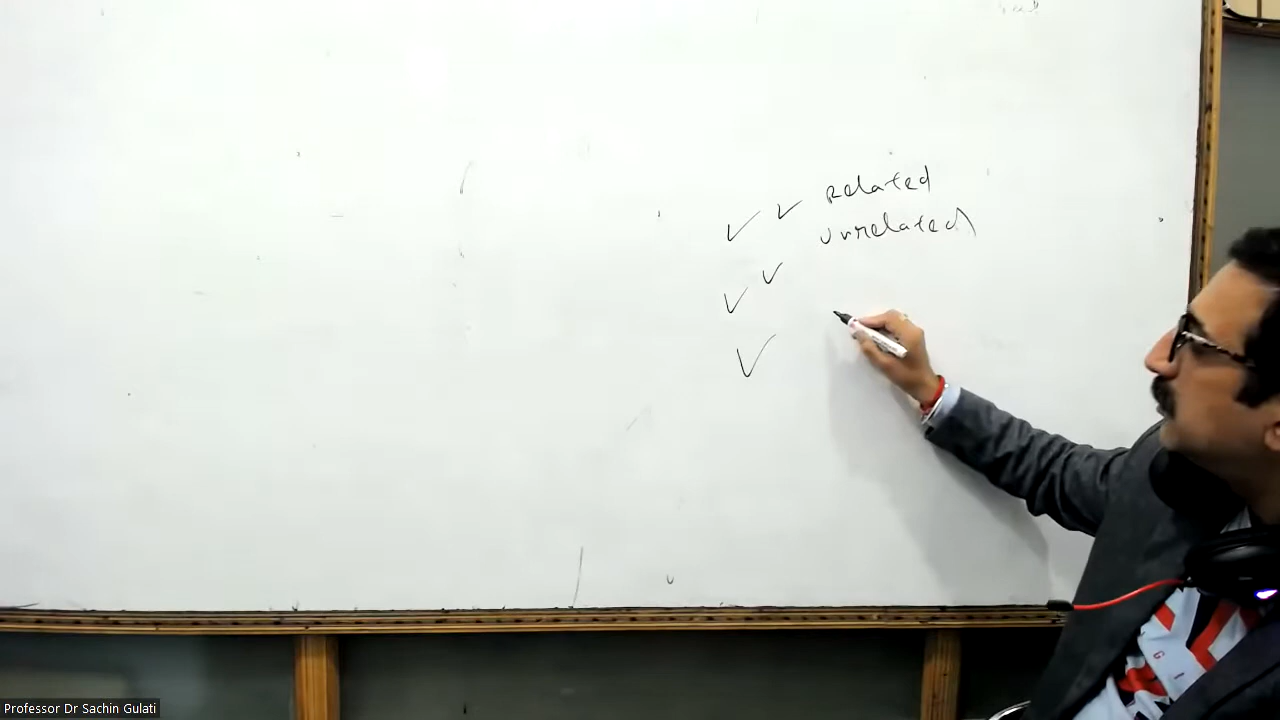 ✓ ✓ related
unrelated
✓ ✓
✓
Professor Dr Sachin Gulati